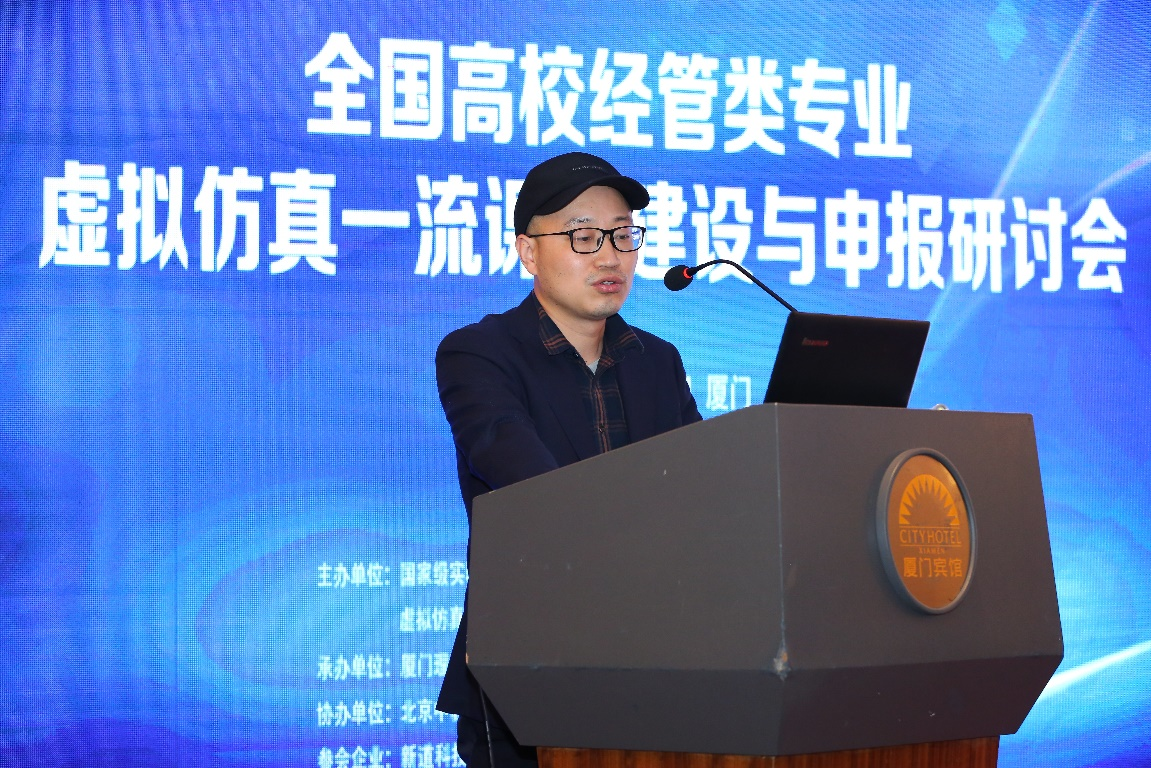 全国高校经管类专业
虚拟仿真一流课 建设与申报研讨会
厦门
主办单位：国家级实
虚拟仿真
承办单位：厦门
协办单位：北京
参会企业：新道科技
CITYHOTEL
XIAMEN
厦门宾馆
lenovo